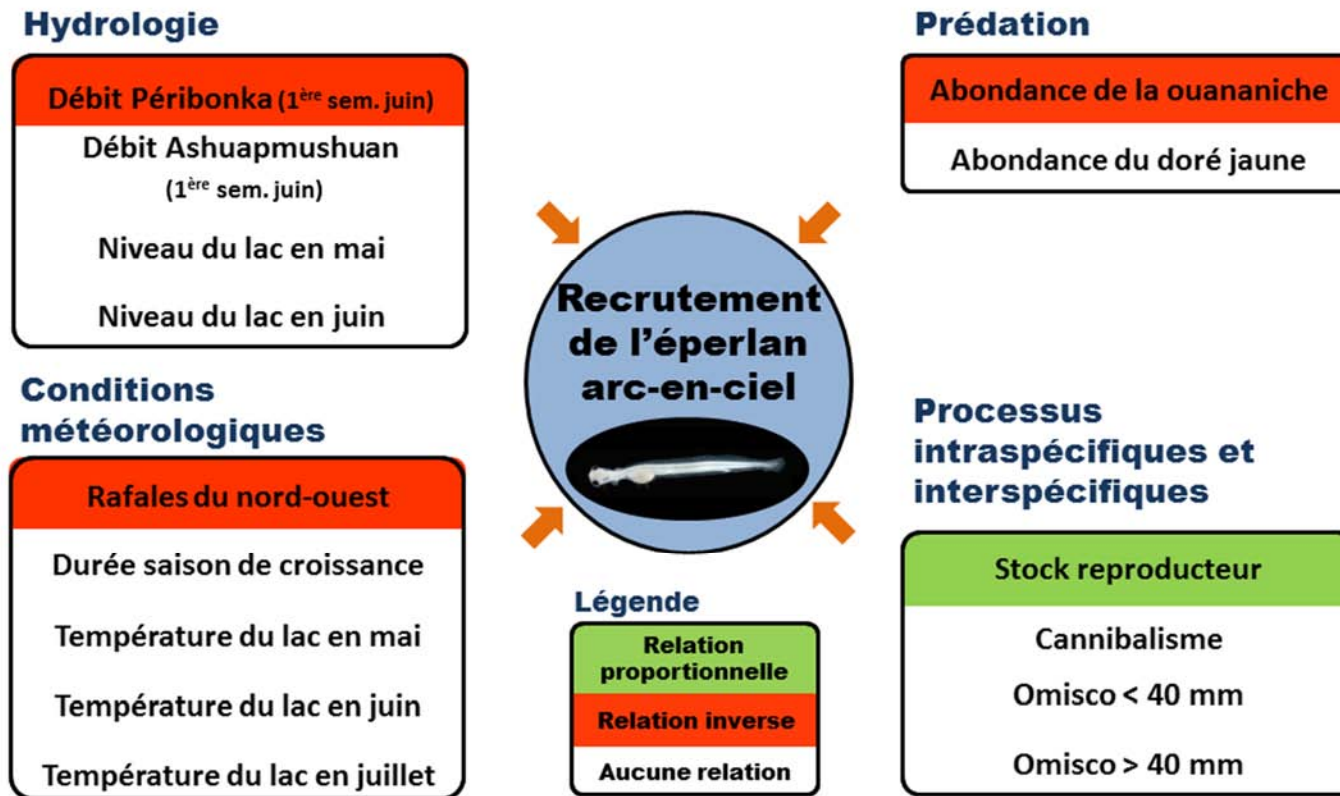 Hydrologie
Débit Péribonka (1ère sem. juin)
Débit Ashuapmushuan
(1ère sem. juin)
Niveau du lac en mai
Niveau du lac en juin
Conditions
météorologiques
Rafales du nord-ouest
Durée saison de croissance
Température du lac en mai
Température du lac en juin
Température du lac en juillet
Recrutement
de l'éperlan
arc-en-ciel
Légende
Relation
proportionnelle
Relation inverse
Aucune relation
Prédation
Abondance de la ouananiche
Abondance du doré jaune
Processus
intraspécifiques et
interspécifiques
Stock reproducteur
Cannibalisme
Omisco < 40 mm
Omisco > 40 mm